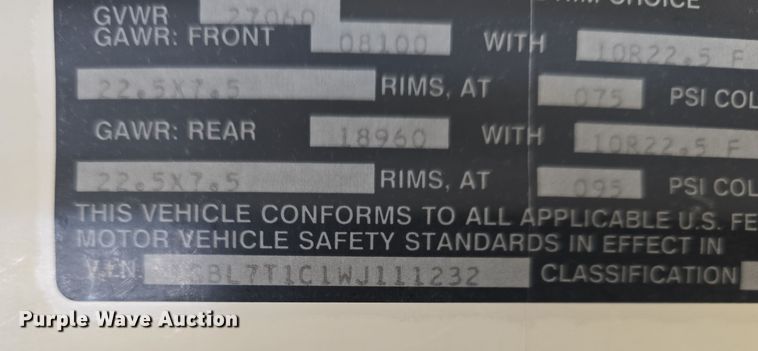 CHOICE
GVWR 27060
GAWR: FRONT 08100 WITH 10R22.5 F
22.5X7.5 RIMS, AT 075 PSI COL
GAWR: REAR 18960 WITH 10R22.5 F
22.5X7.5 RIMS, AT 095 PSI COL
THIS VEHICLE CONFORMS TO ALL APPLICABLE U.S. FE
MOTOR VEHICLE SAFETY STANDARDS IN EFFECT IN
V.I.N. GBL7T1C1WJ111232 CLASSIFICATION
Purple Wave Auction